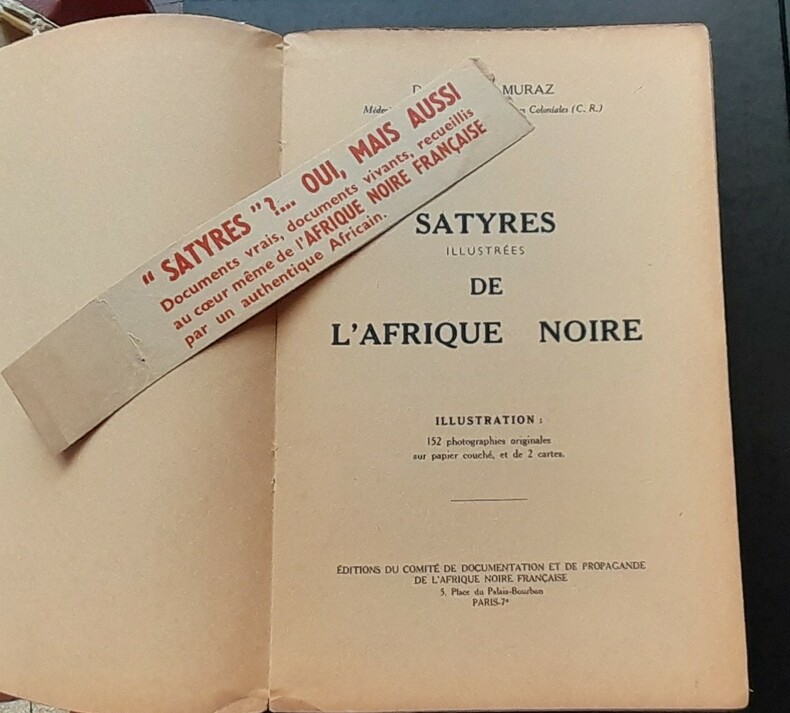 D MURAZ
Coloniales (C. R.)
"SATYRES"?... OUI, MAIS AUSSI
Documents vrais, documents vivants, recueillis
au cœur même de l'AFRIQUE NOIRE FRANÇAISE
par un authentique Africain.
SATYRES
ILLUSTRÉES
DE
L'AFRIQUE NOIRE
ILLUSTRATION :
152 photographies originales
sur papier couché, et de 2 cartes.
ÉDITIONS DU COMITÉ DE DOCUMENTATION ET DE PROPAGANDE
DE L'AFRIQUE NOIRE FRANÇAISE
5, Place du Palais-Bourbon
PARIS-7e